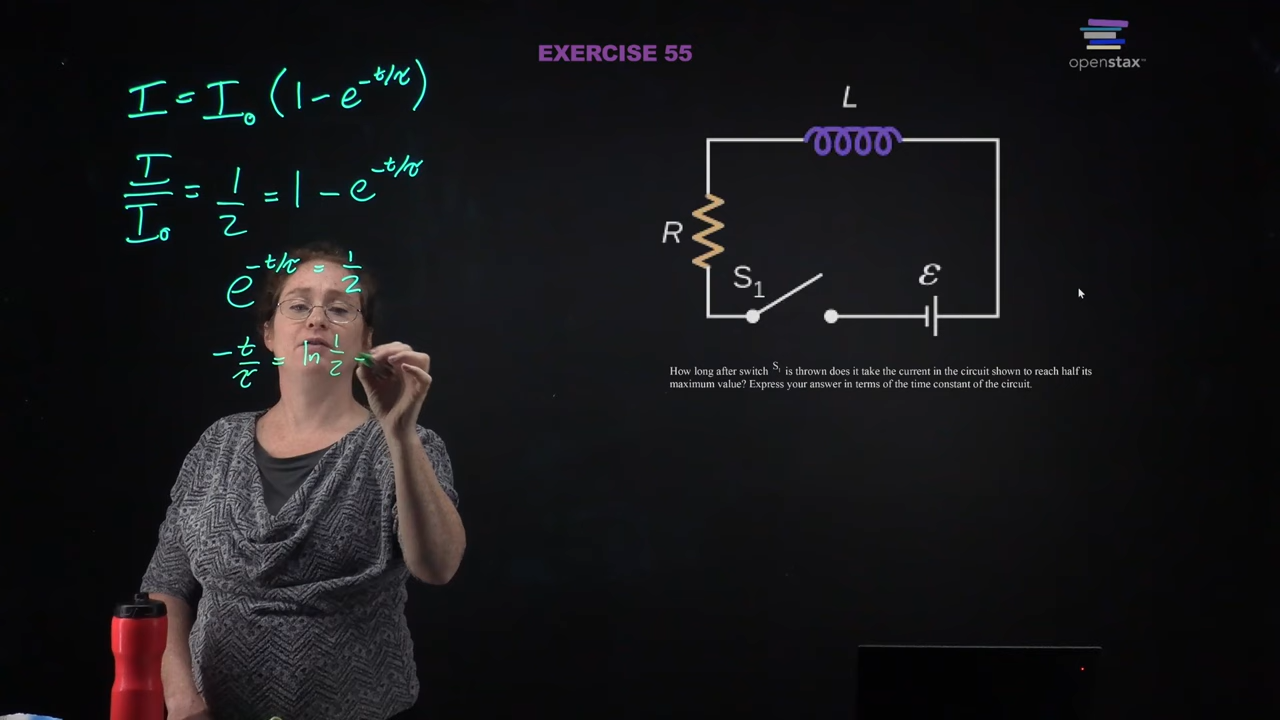 EXERCISE 55
openstax™
I = I₀ (1 - e^{-t/τ})
I/I₀ = 1/2 = 1 - e^{-t/τ}
e^{-t/τ} = 1/2
-t/τ = ln 1/2 -
L
R
S₁
ε
How long after switch S₁ is thrown does it take the current in the circuit shown to reach half its
maximum value? Express your answer in terms of the time constant of the circuit.